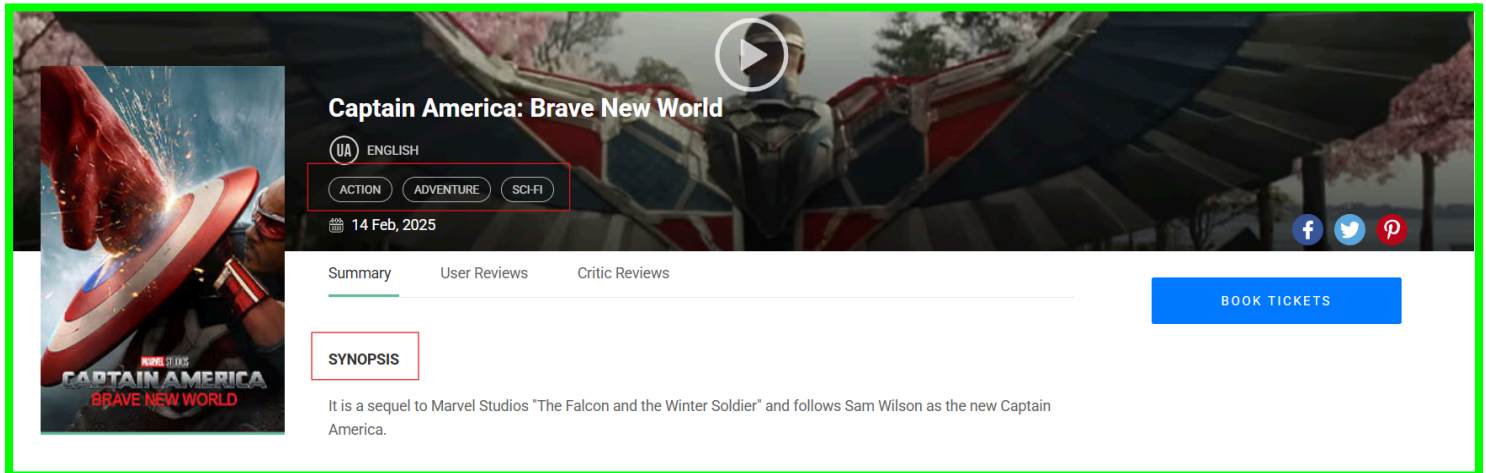 Captain America: Brave New World
UA ENGLISH
ACTION ADVENTURE SCI-FI
14 Feb, 2025
Summary User Reviews Critic Reviews
BOOK TICKETS
SYNOPSIS
It is a sequel to Marvel Studios "The Falcon and the Winter Soldier" and follows Sam Wilson as the new Captain
America.
MARVEL STUDIOS
CAPTAIN AMERICA
BRAVE NEW WORLD